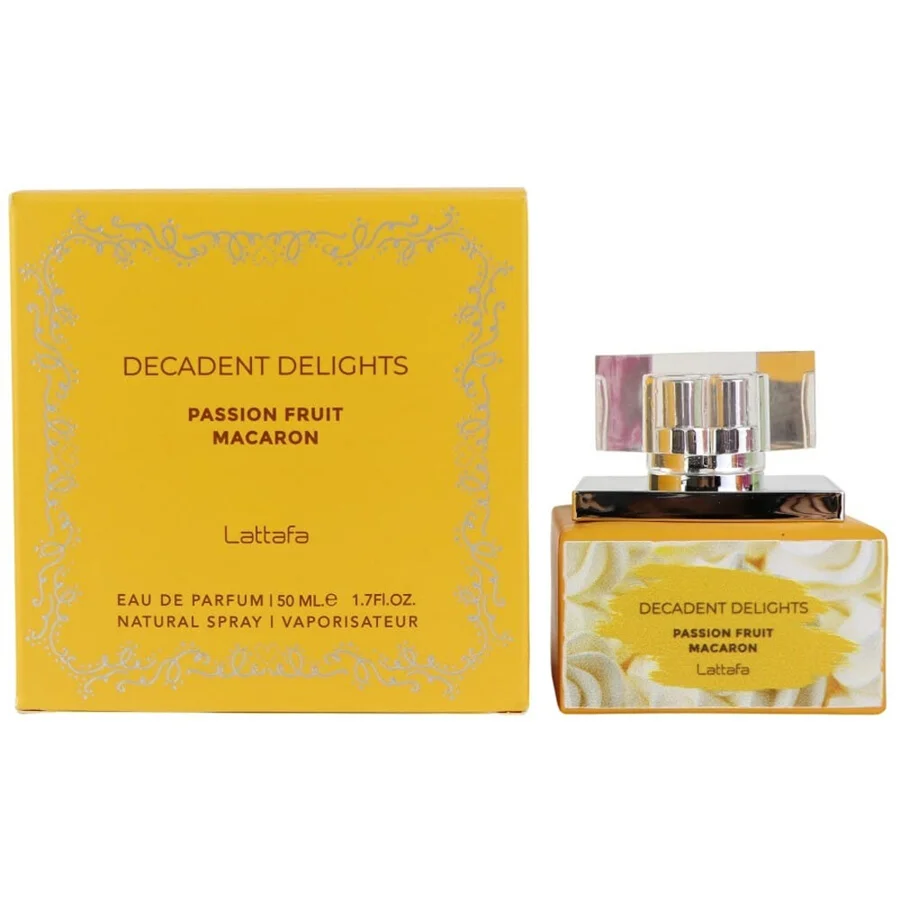 DECADENT DELIGHTS
PASSION FRUIT
MACARON
Lattafa
EAU DE PARFUM | 50 ML.℮ 1.7Fl.OZ.
NATURAL SPRAY | VAPORISATEUR
DECADENT DELIGHTS
PASSION FRUIT
MACARON
Lattafa